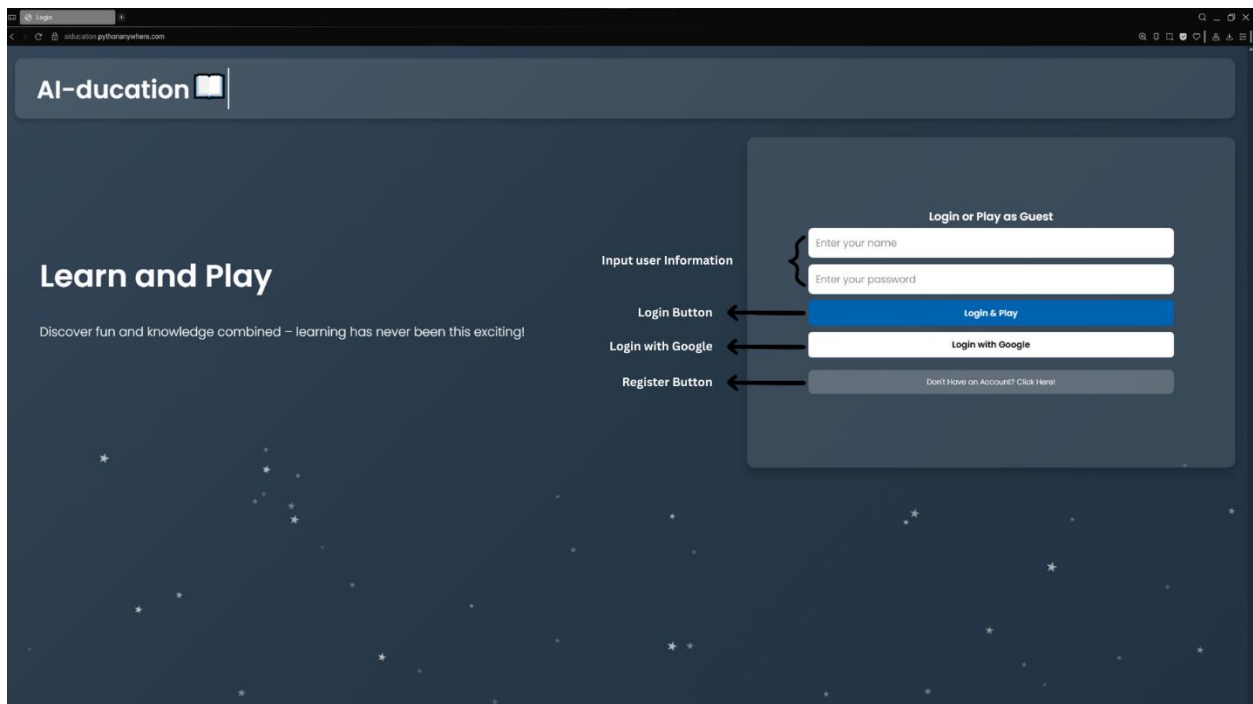 Login
aiducation.pythonanywhere.com
AI-ducation
Learn and Play
Discover fun and knowledge combined – learning has never been this exciting!
Login or Play as Guest
Input user Information
Enter your name
Enter your password
Login Button
Login & Play
Login with Google
Login with Google
Register Button
Don't Have an Account? Click Here!